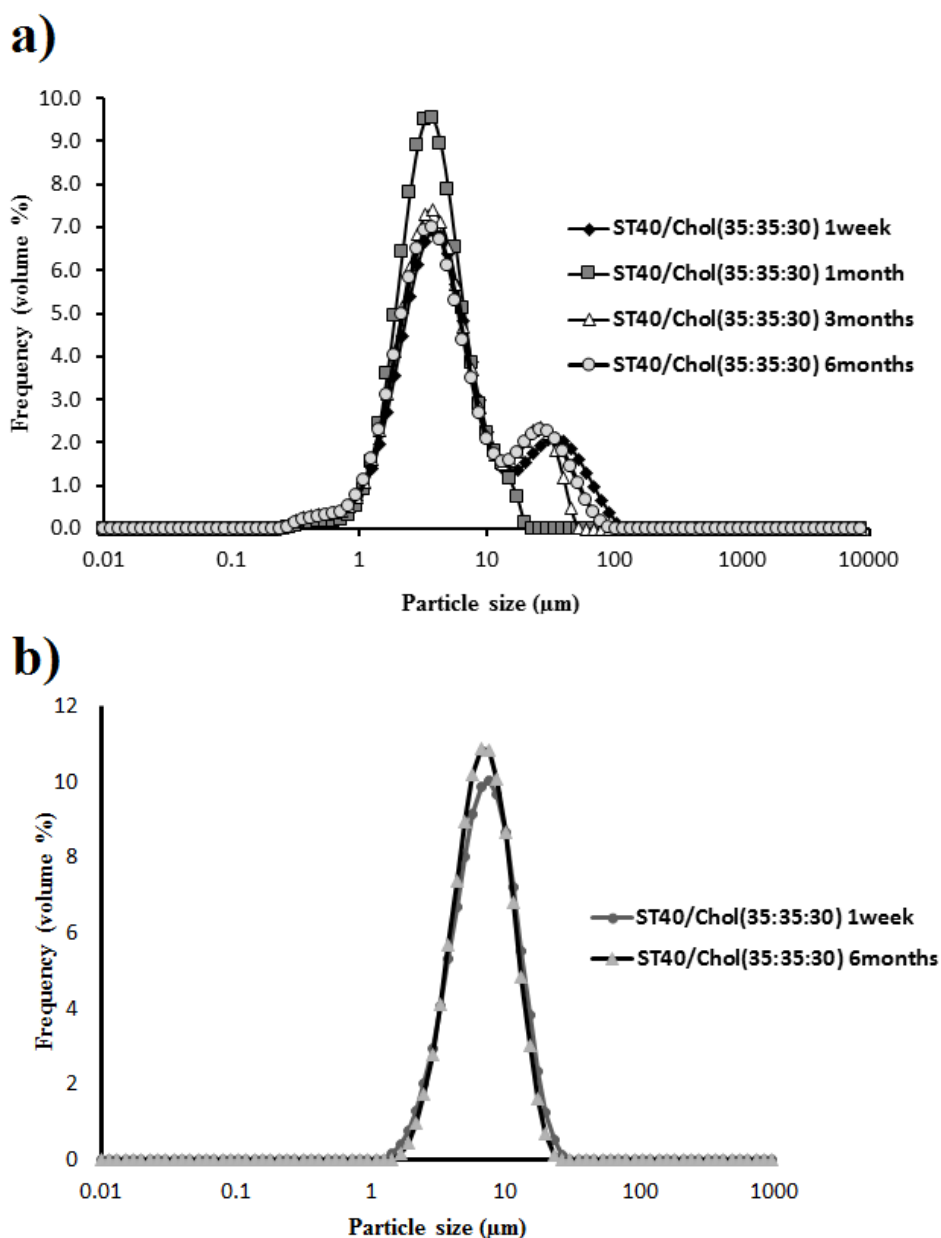 a)
10.0
9.0
8.0
7.0
6.0
5.0
4.0
3.0
2.0
1.0
0.0
Frequency (volume %)
ST40/Chol(35:35:30) 1week
ST40/Chol(35:35:30) 1month
ST40/Chol(35:35:30) 3months
ST40/Chol(35:35:30) 6months
0.01 0.1 1 10 100 1000 10000
Particle size (µm)
b)
12
10
8
6
4
2
0
Frequency (volume %)
ST40/Chol(35:35:30) 1week
ST40/Chol(35:35:30) 6months
0.01 0.1 1 10 100 1000
Particle size (µm)